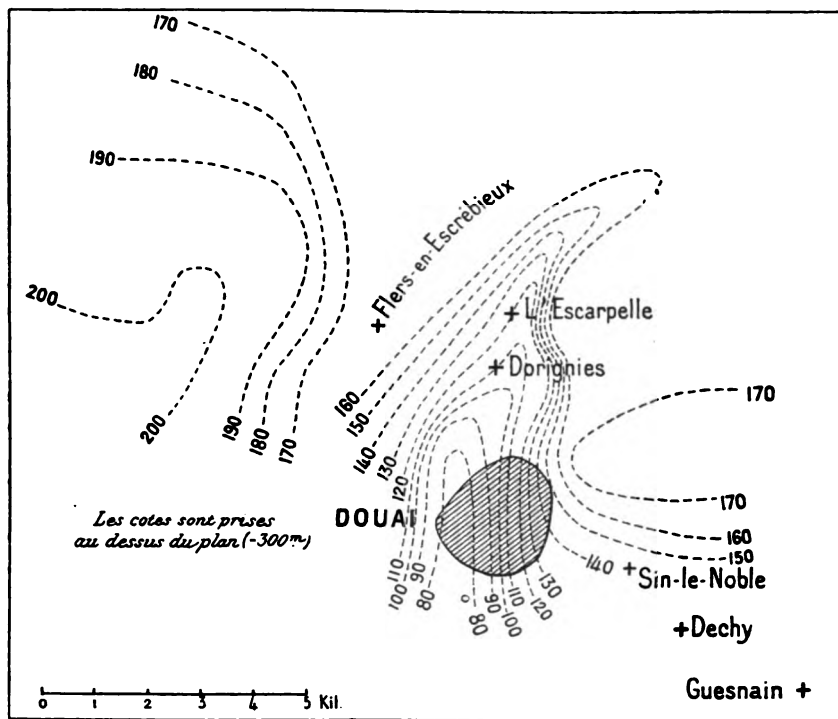 170
180
190
200
200
190
180
170
Flers-en-Escrebieux
L'Escarpelle
Dorignies
160
150
140
130
120
110
100
90
80
170
170
160
150
140
DOUAI
Les cotes sont prises
au dessus du plan (-300m)
o
80
90
100
110
120
130
Sin-le-Noble
Dechy
Guesnain
0 1 2 3 4 5 Kil.